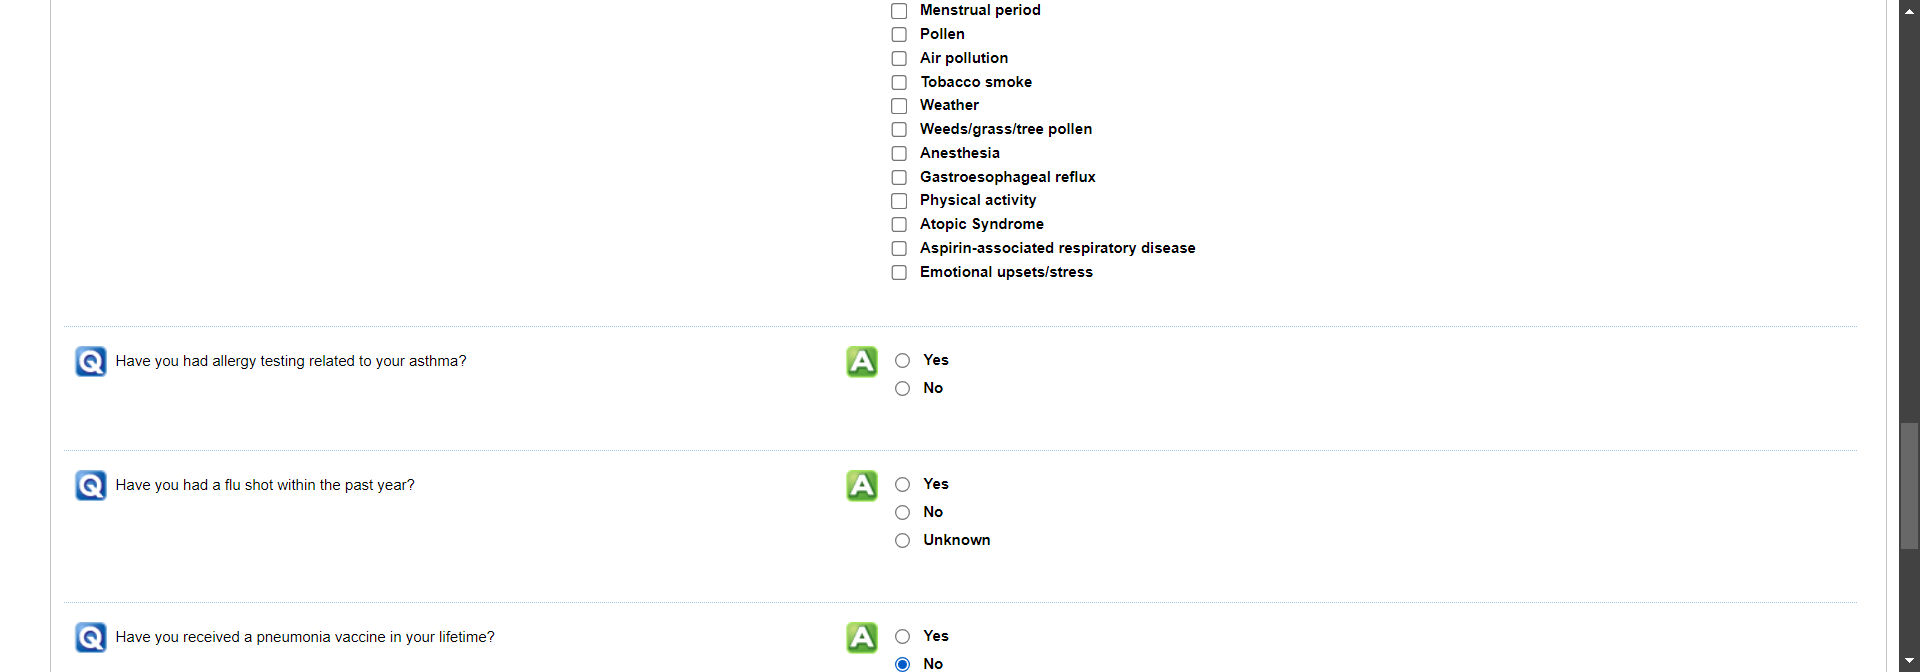 Menstrual period
Pollen
Air pollution
Tobacco smoke
Weather
Weeds/grass/tree pollen
Anesthesia
Gastroesophageal reflux
Physical activity
Atopic Syndrome
Aspirin-associated respiratory disease
Emotional upsets/stress
Q Have you had allergy testing related to your asthma? A Yes
No
Q Have you had a flu shot within the past year? A Yes
No
Unknown
Q Have you received a pneumonia vaccine in your lifetime? A Yes
No